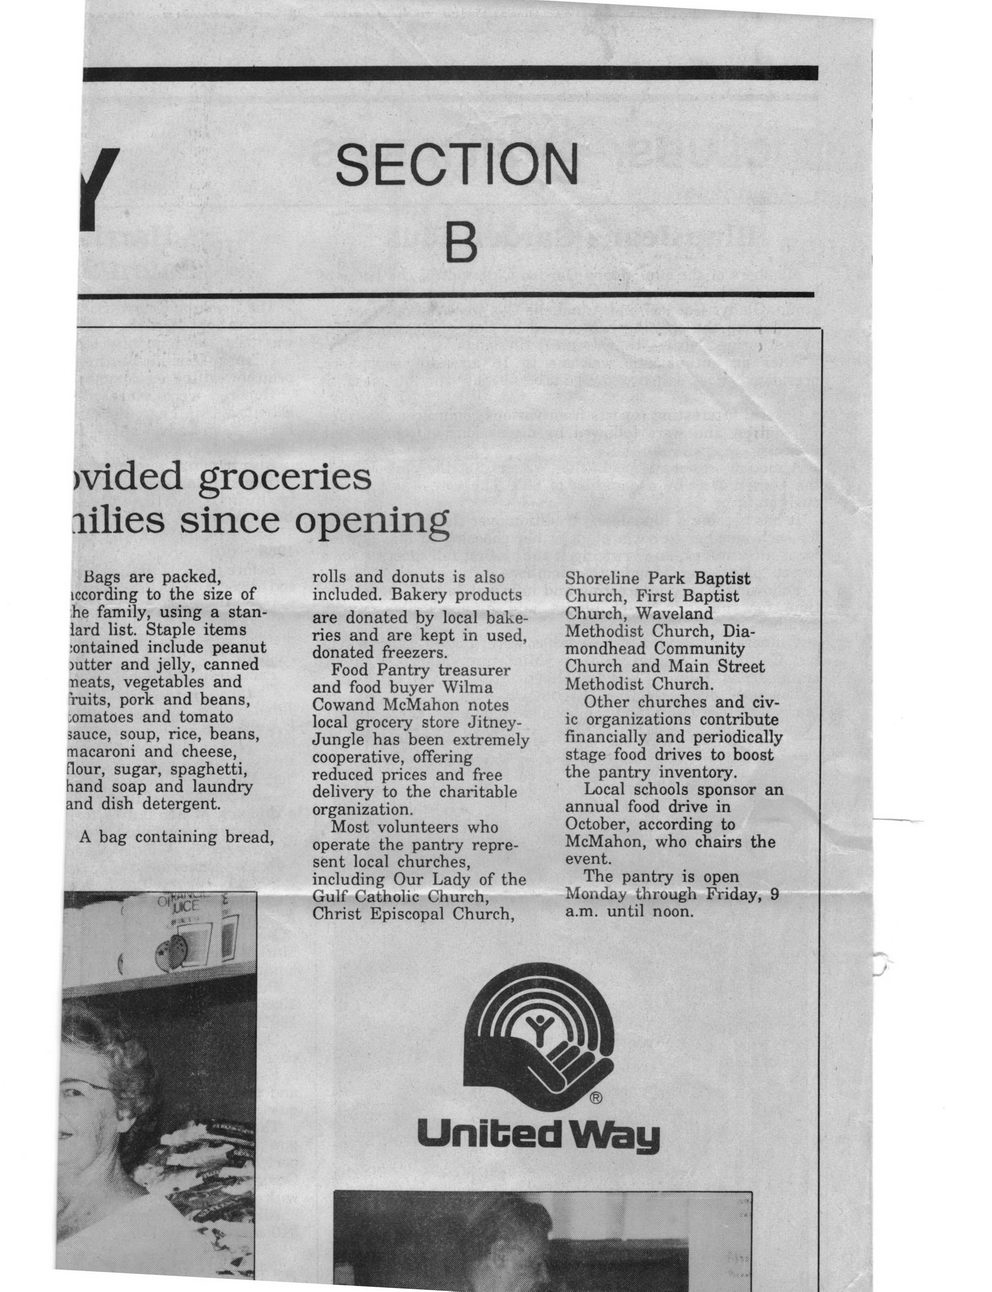 Y
SECTION
B
ovided groceries
nilies since opening
Bags are packed,
according to the size of
the family, using a stan-
dard list. Staple items
contained include peanut
butter and jelly, canned
meats, vegetables and
fruits, pork and beans,
tomatoes and tomato
sauce, soup, rice, beans,
macaroni and cheese,
flour, sugar, spaghetti,
hand soap and laundry
and dish detergent.
A bag containing bread,
rolls and donuts is also
included. Bakery products
are donated by local bake-
ries and are kept in used,
donated freezers.
Food Pantry treasurer
and food buyer Wilma
Cowand McMahon notes
local grocery store Jitney-
Jungle has been extremely
cooperative, offering
reduced prices and free
delivery to the charitable
organization.
Most volunteers who
operate the pantry repre-
sent local churches,
including Our Lady of the
Gulf Catholic Church,
Christ Episcopal Church,
Shoreline Park Baptist
Church, First Baptist
Church, Waveland
Methodist Church, Dia-
mondhead Community
Church and Main Street
Methodist Church.
Other churches and civ-
ic organizations contribute
financially and periodically
stage food drives to boost
the pantry inventory.
Local schools sponsor an
annual food drive in
October, according to
McMahon, who chairs the
event.
The pantry is open
Monday through Friday, 9
a.m. until noon.
ORANGE
JUICE
®
United Way